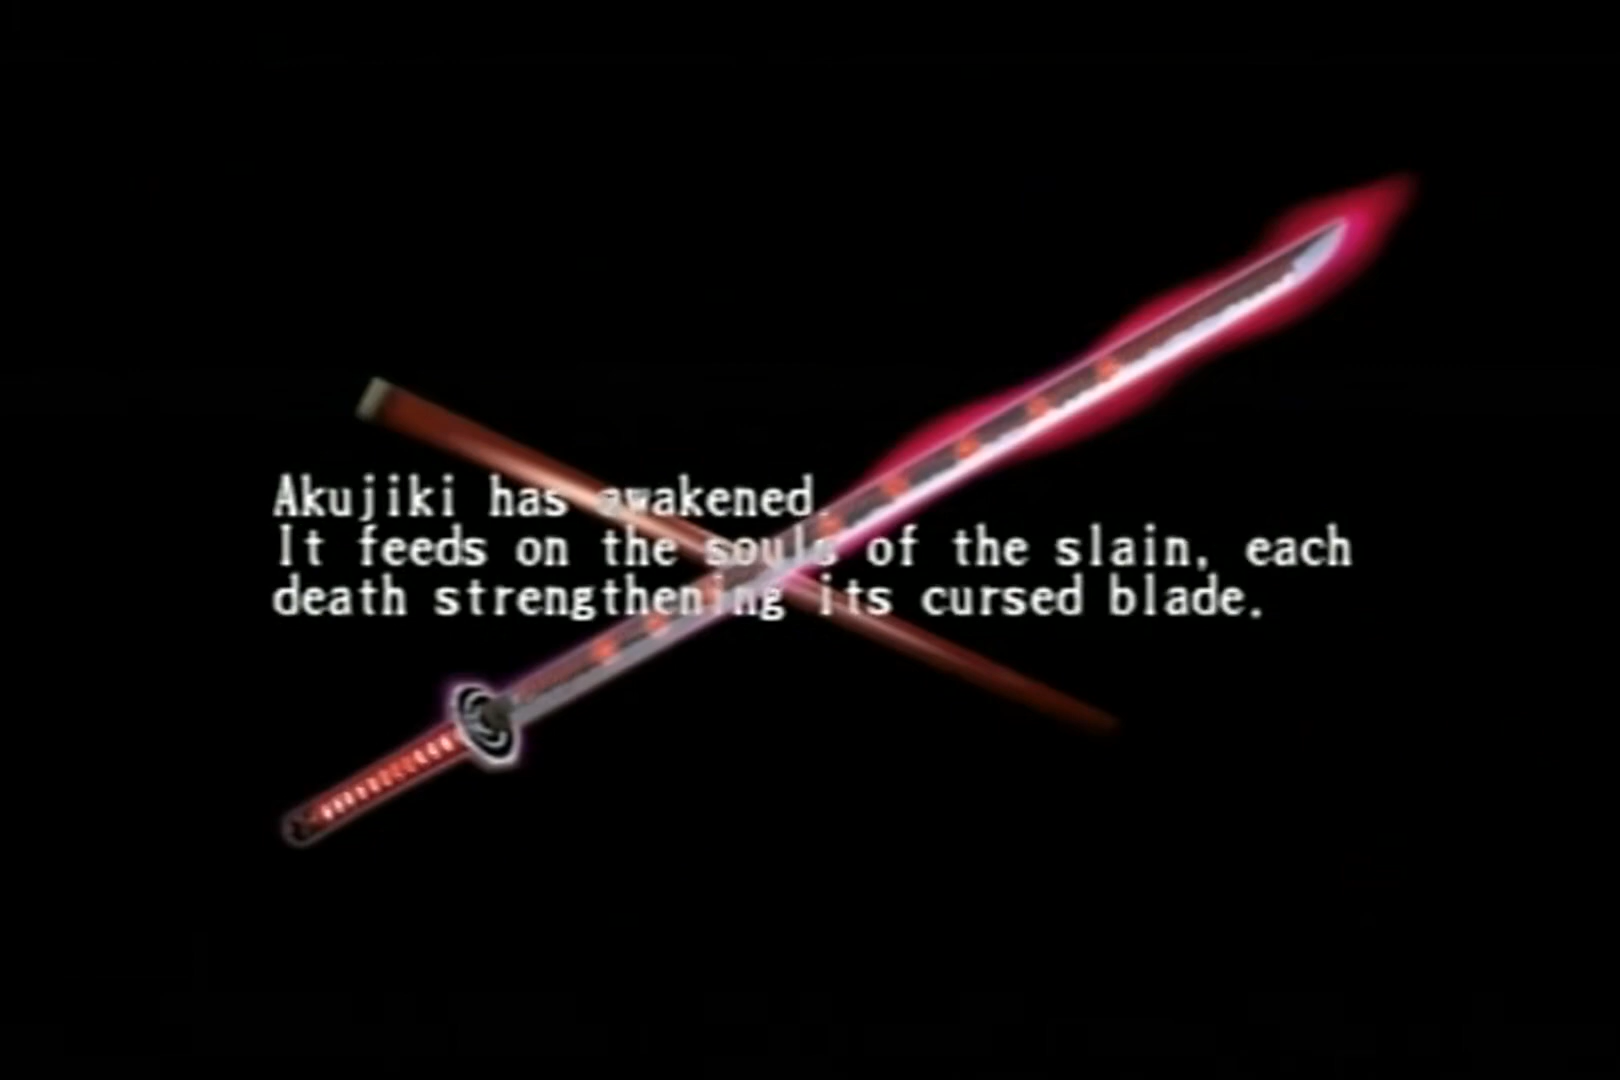 Akujiki has awakened.
It feeds on the souls of the slain, each
death strengthening its cursed blade.